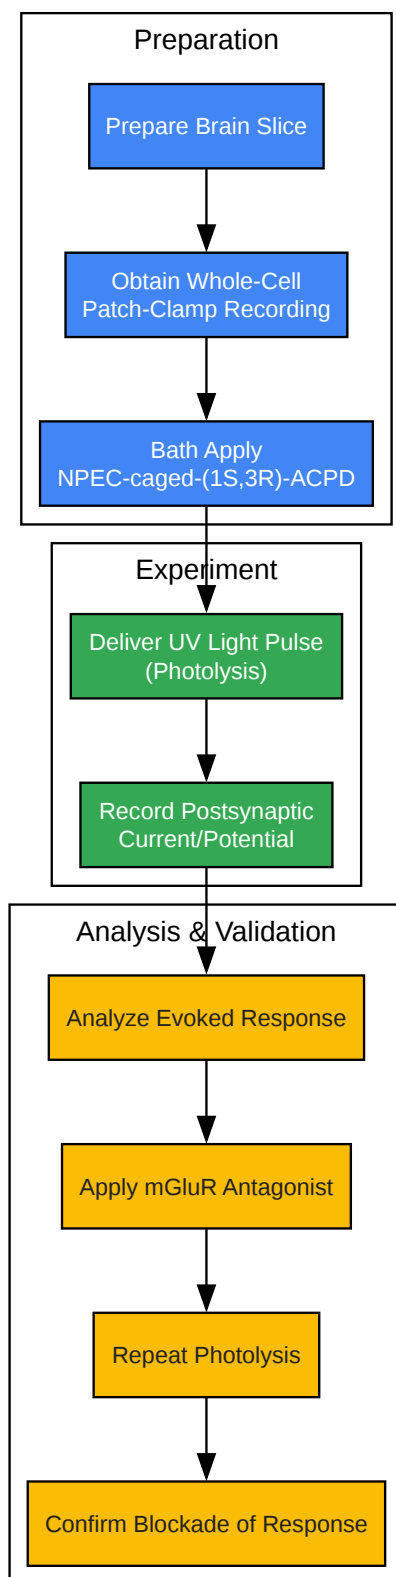 Preparation
Prepare Brain Slice
Obtain Whole-Cell
Patch-Clamp Recording
Bath Apply
NPEC-caged-(1S,3R)-ACPD
Experiment
Deliver UV Light Pulse
(Photolysis)
Record Postsynaptic
Current/Potential
Analysis & Validation
Analyze Evoked Response
Apply mGluR Antagonist
Repeat Photolysis
Confirm Blockade of Response